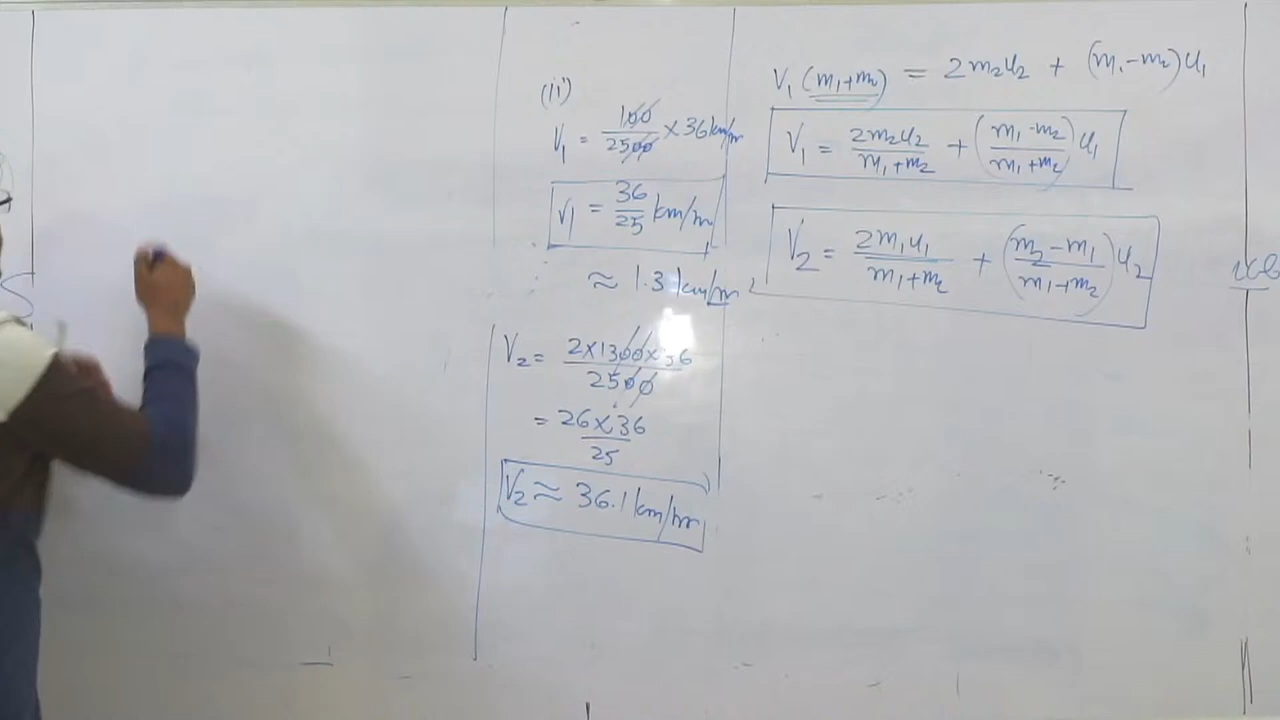 (ii)
V₁ = 100/2500 × 36 km/hr
V₁ = 36/25 km/hr
≈ 1.3 km/hr
V₂ = 2×1300×36/2500
= 26×36/25
V₂ ≈ 36.1 km/hr
V₁ (m₁+m₂) = 2m₂u₂ + (m₁-m₂)u₁
V₁ = 2m₂u₂/m₁+m₂ + (m₁-m₂/m₁+m₂)u₁
V₂ = 2m₁u₁/m₁+m₂ + (m₂-m₁/m₁+m₂)u₂